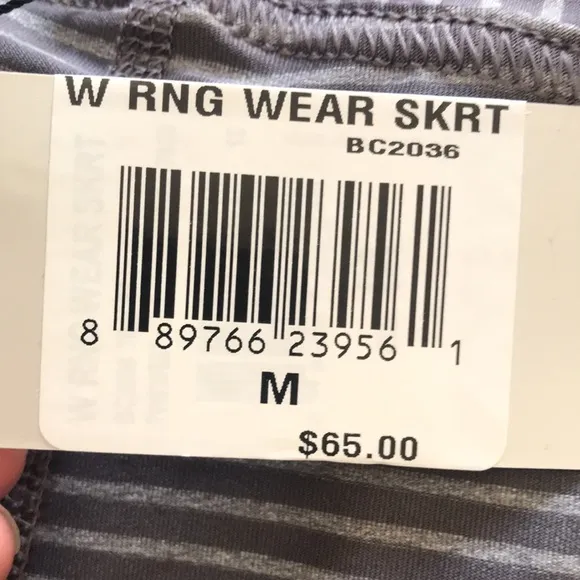 W RNG WEAR SKRT
BC2036
8 89766 23956 1
M
$65.00